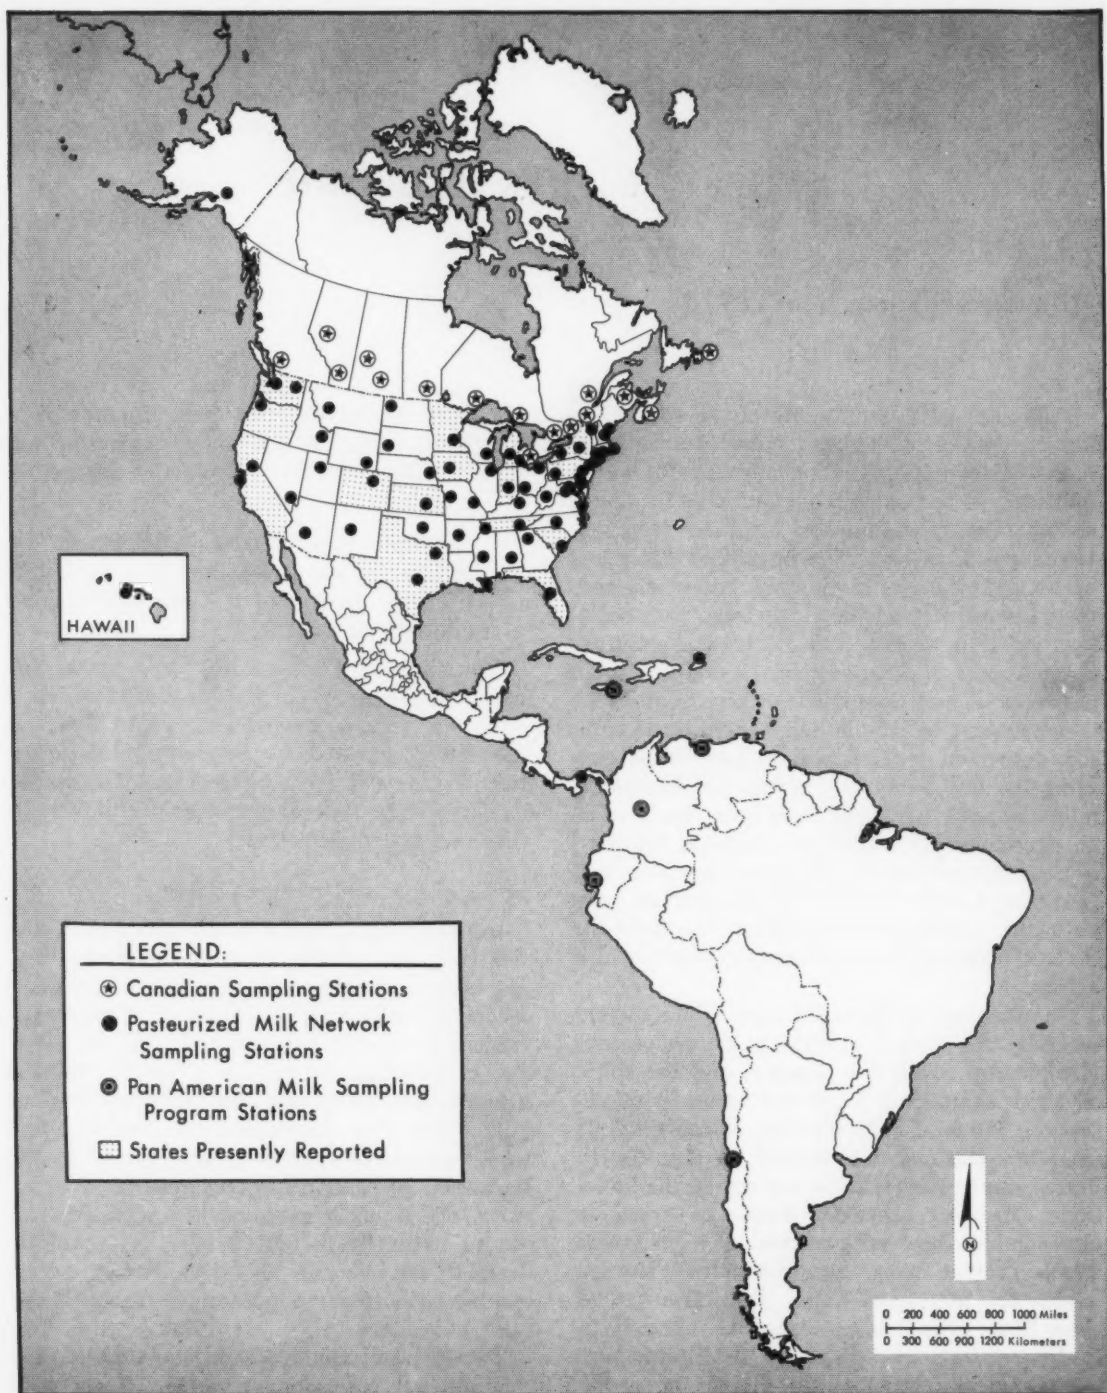 HAWAII
LEGEND:
Canadian Sampling Stations
Pasteurized Milk Network
Sampling Stations
Pan American Milk Sampling
Program Stations
States Presently Reported
N
0 200 400 600 800 1000 Miles
0 300 600 900 1200 Kilometers